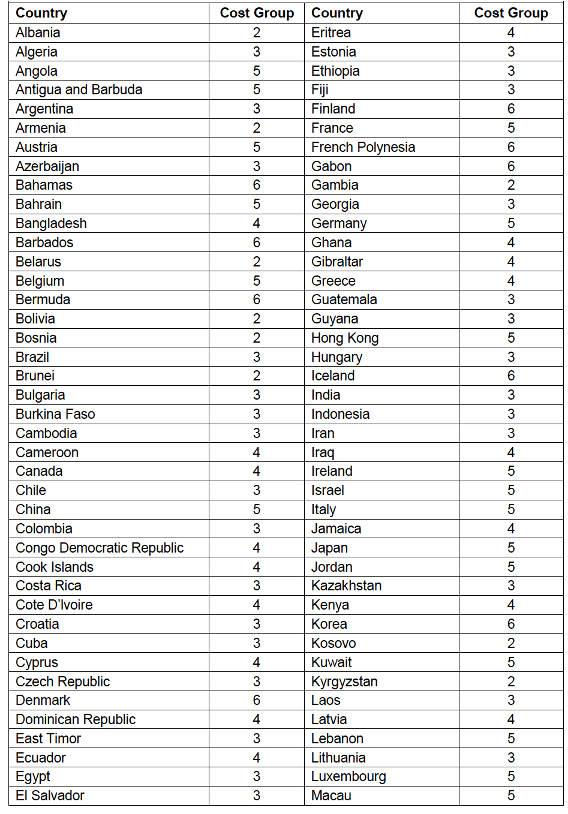 Country Cost Group Country Cost Group
Albania 2 Eritrea 4
Algeria 3 Estonia 3
Angola 5 Ethiopia 3
Antigua and Barbuda 5 Fiji 3
Argentina 3 Finland 6
Armenia 2 France 5
Austria 5 French Polynesia 6
Azerbaijan 3 Gabon 6
Bahamas 6 Gambia 2
Bahrain 5 Georgia 3
Bangladesh 4 Germany 5
Barbados 6 Ghana 4
Belarus 2 Gibraltar 4
Belgium 5 Greece 4
Bermuda 6 Guatemala 3
Bolivia 2 Guyana 3
Bosnia 2 Hong Kong 5
Brazil 3 Hungary 3
Brunei 2 Iceland 6
Bulgaria 3 India 3
Burkina Faso 3 Indonesia 3
Cambodia 3 Iran 3
Cameroon 4 Iraq 4
Canada 4 Ireland 5
Chile 3 Israel 5
China 5 Italy 5
Colombia 3 Jamaica 4
Congo Democratic Republic 4 Japan 5
Cook Islands 4 Jordan 5
Costa Rica 3 Kazakhstan 3
Cote D'Ivoire 4 Kenya 4
Croatia 3 Korea 6
Cuba 3 Kosovo 2
Cyprus 4 Kuwait 5
Czech Republic 3 Kyrgyzstan 2
Denmark 6 Laos 3
Dominican Republic 4 Latvia 4
East Timor 3 Lebanon 5
Ecuador 4 Lithuania 3
Egypt 3 Luxembourg 5
El Salvador 3 Macau 5